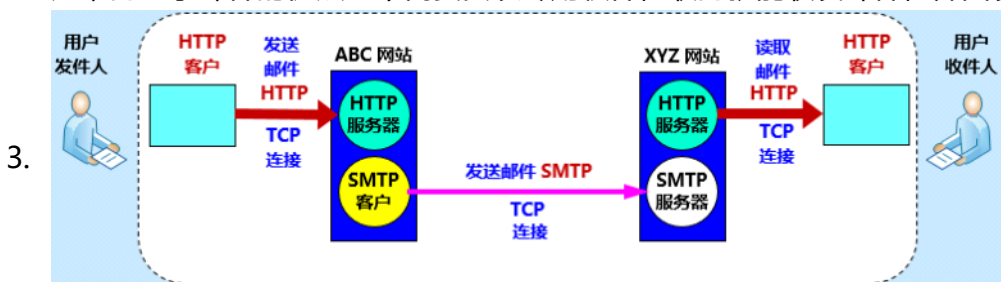 3.
用户
发件人
HTTP
客户
发送
邮件
HTTP
TCP
连接
ABC 网站
HTTP
服务器
SMTP
客户
发送邮件 SMTP
TCP
连接
XYZ 网站
HTTP
服务器
SMTP
服务器
读取
邮件
HTTP
TCP
连接
HTTP
客户
用户
收件人